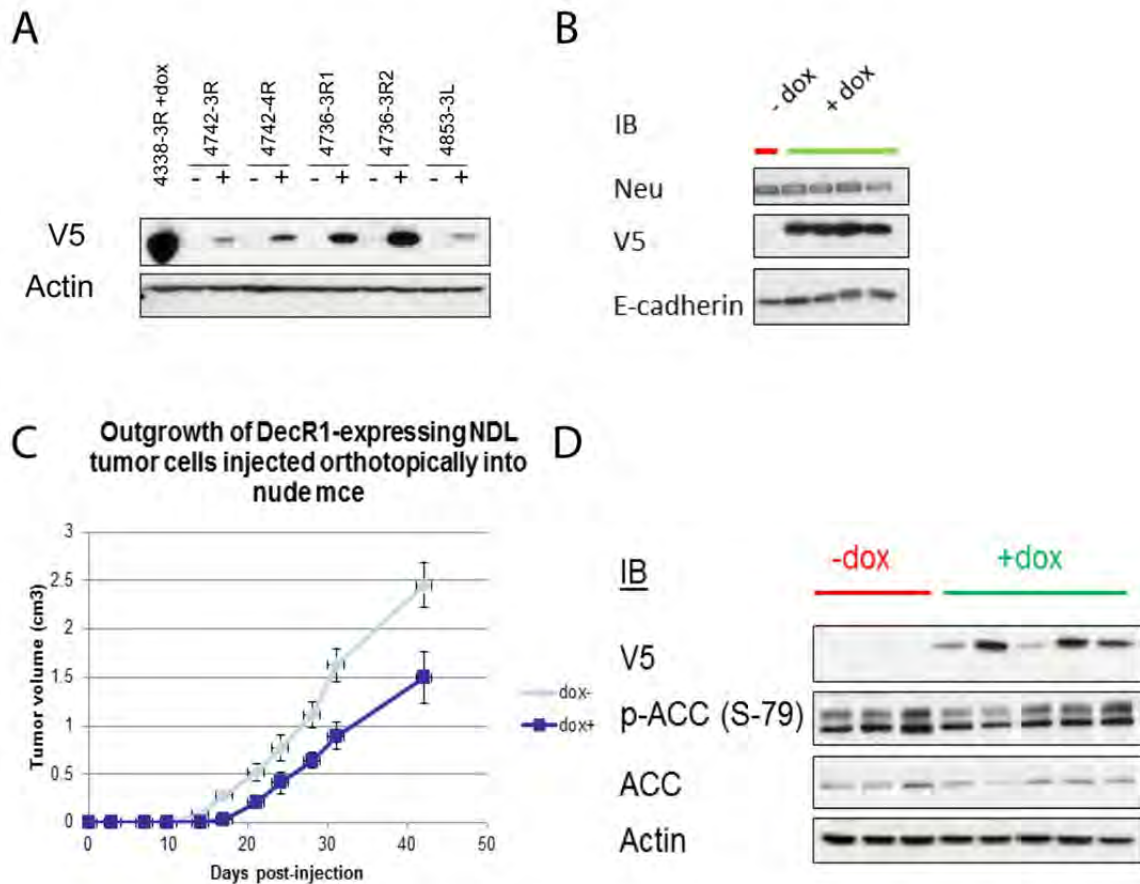 A
4338-3R +dox
4742-3R
4742-4R
4736-3R1
4736-3R2
4853-3L
- + - + - + - + - +
V5
Actin
B
- dox
+ dox
IB
Neu
V5
E-cadherin
C
Outgrowth of DecR1-expressing NDL
tumor cells injected orthotopically into
nude mce
Tumor volume (cm3)
3
2.5
2
1.5
1
0.5
0
0 10 20 30 40 50
Days post-injection
dox-
dox+
D
-dox +dox
IB
V5
p-ACC (S-79)
ACC
Actin